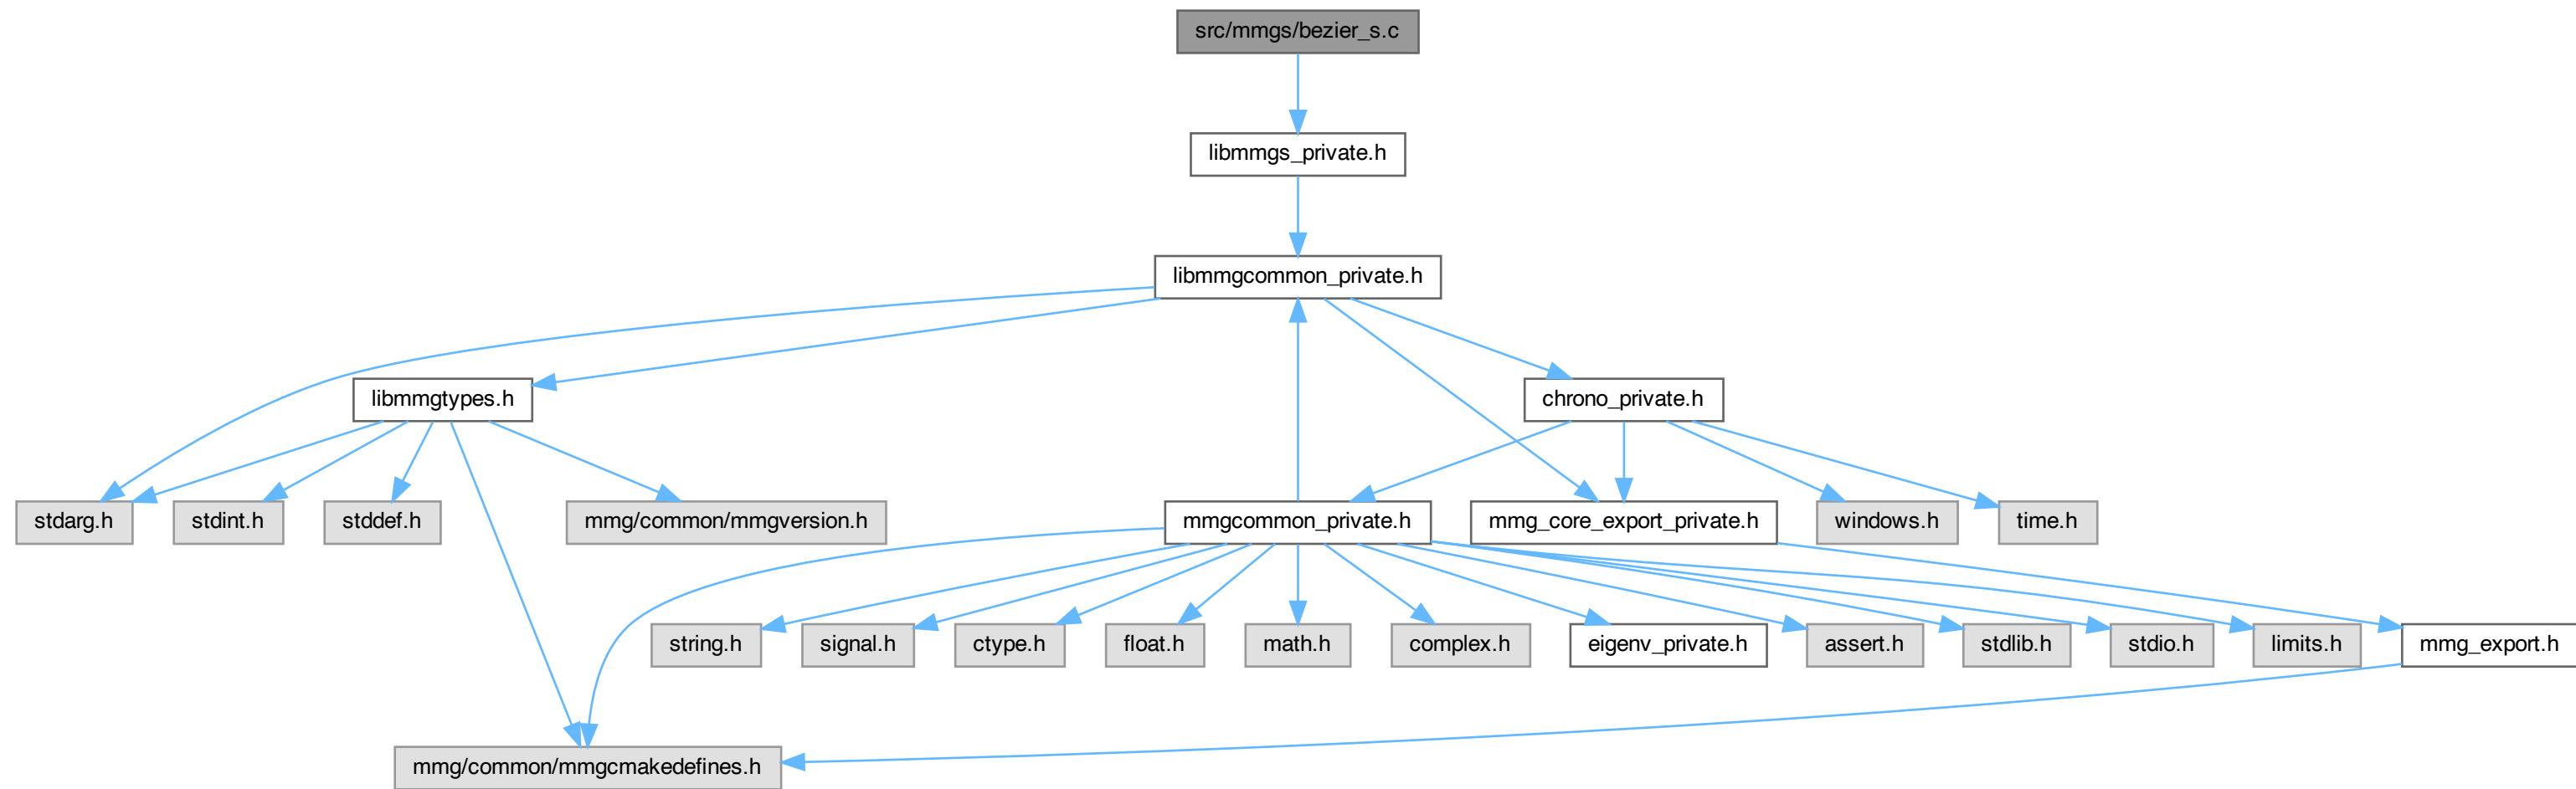 src/mmgs/bezier_s.c
libmmgs_private.h
libmmgcommon_private.h
libmmgtypes.h
chrono_private.h
stdarg.h
stdint.h
stddef.h
mmg/common/mmgversion.h
mmgcommon_private.h
mmg_core_export_private.h
windows.h
time.h
string.h
signal.h
ctype.h
float.h
math.h
complex.h
eigenv_private.h
assert.h
stdlib.h
stdio.h
limits.h
mmg_export.h
mmg/common/mmgcmakedefines.h